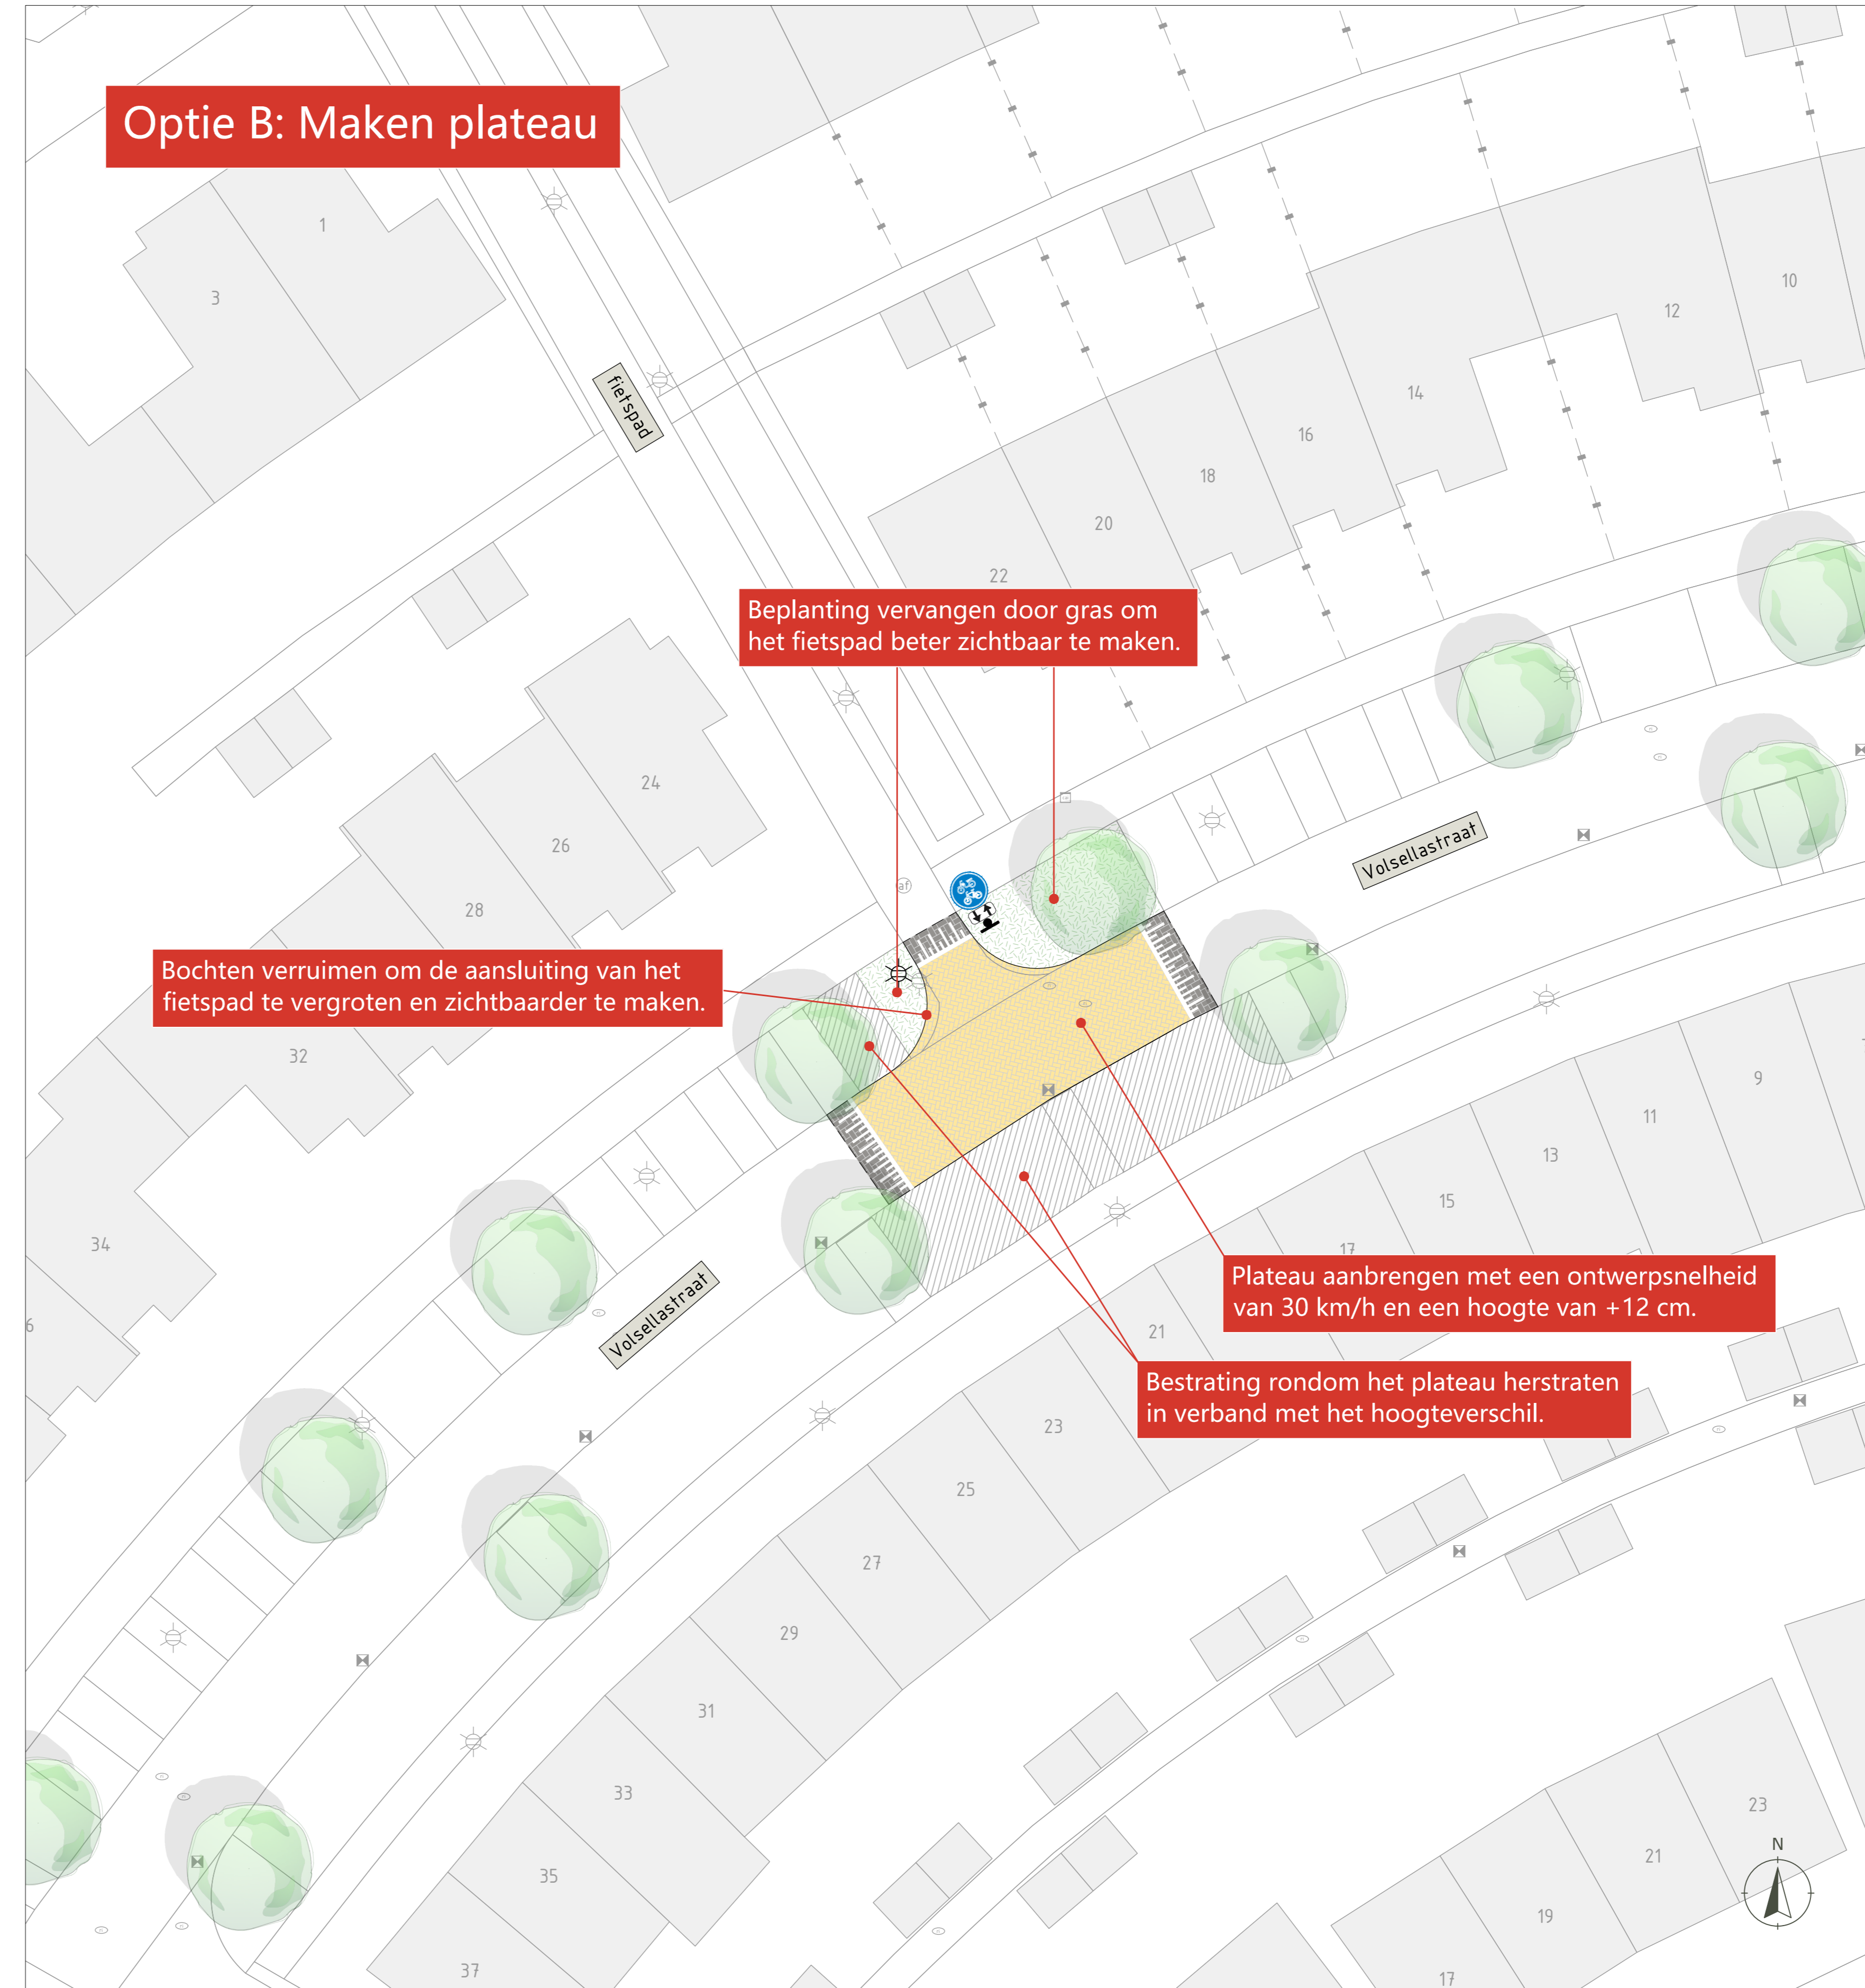 Optie B: Maken plateau
1
3
10
12
14
16
18
20
22
fietspad
Beplanting vervangen door gras om
het fietspad beter zichtbaar te maken.
24
26
28
Volsellastraat
af
Bochten verruimen om de aansluiting van het
fietspad te vergroten en zichtbaarder te maken.
32
34
6
9
11
13
15
17
Plateau aanbrengen met een ontwerpsnelheid
van 30 km/h en een hoogte van +12 cm.
21
Volsellastraat
Bestrating rondom het plateau herstraten
in verband met het hoogteverschil.
23
25
27
29
31
33
35
37
23
21
19
17
N